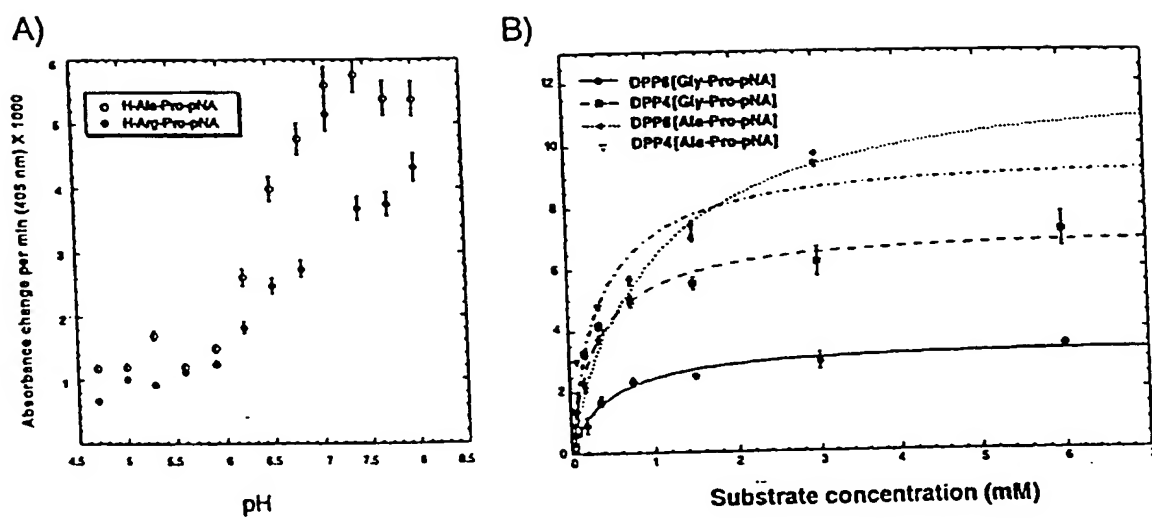 A)
B)
H-Ala-Pro-pNA
H-Arg-Pro-pNA
Absorbance change per min (405 nm) X 1000
6
5
4
3
2
1
4.5 5 5.5 6 6.5 7 7.5 8 8.5
pH
DPP8[Gly-Pro-pNA]
DPP4[Gly-Pro-pNA]
DPP8[Ala-Pro-pNA]
DPP4[Ala-Pro-pNA]
12
10
8
6
4
2
0
0 1 2 3 4 5 6
Substrate concentration (mM)